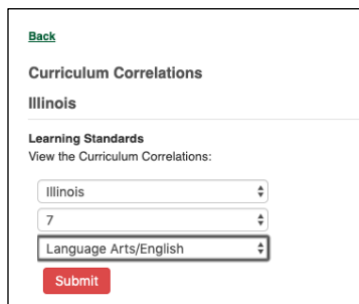 Back
Curriculum Correlations
Illinois
Learning Standards
View the Curriculum Correlations:
Illinois
7
Language Arts/English
Submit